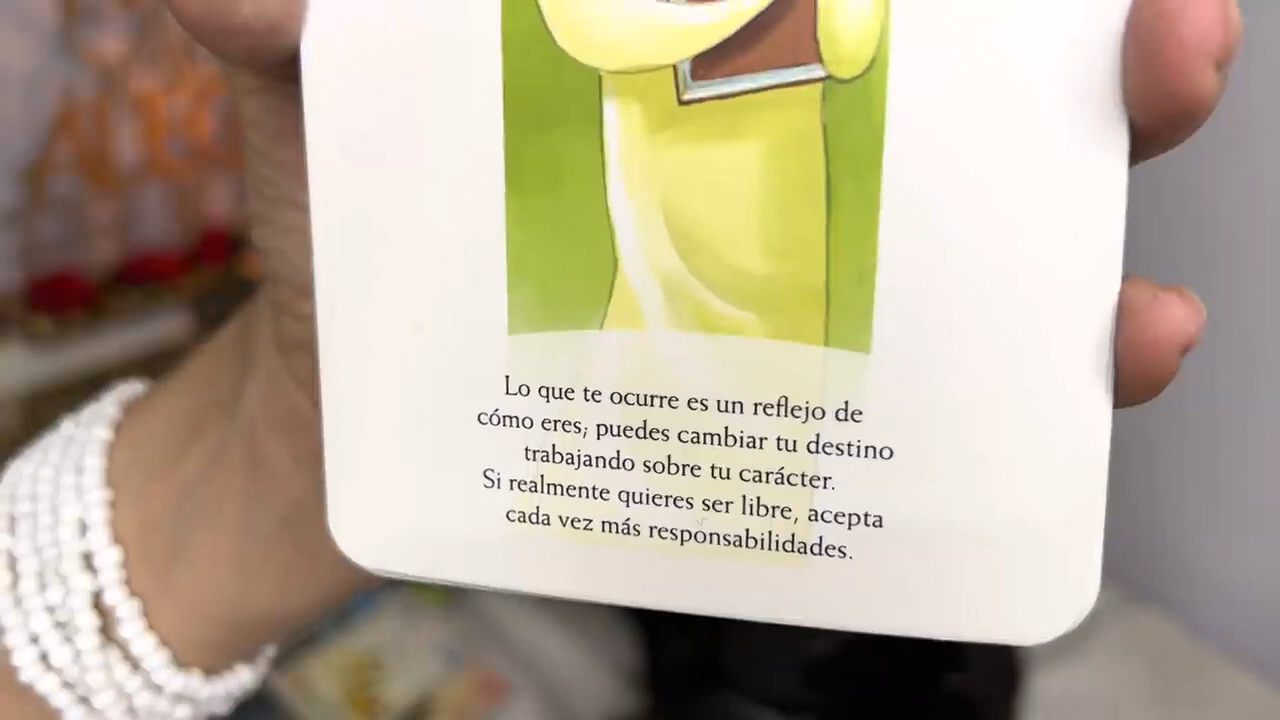 Lo que te ocurre es un reflejo de
cómo eres; puedes cambiar tu destino
trabajando sobre tu carácter.
Si realmente quieres ser libre, acepta
cada vez más responsabilidades.